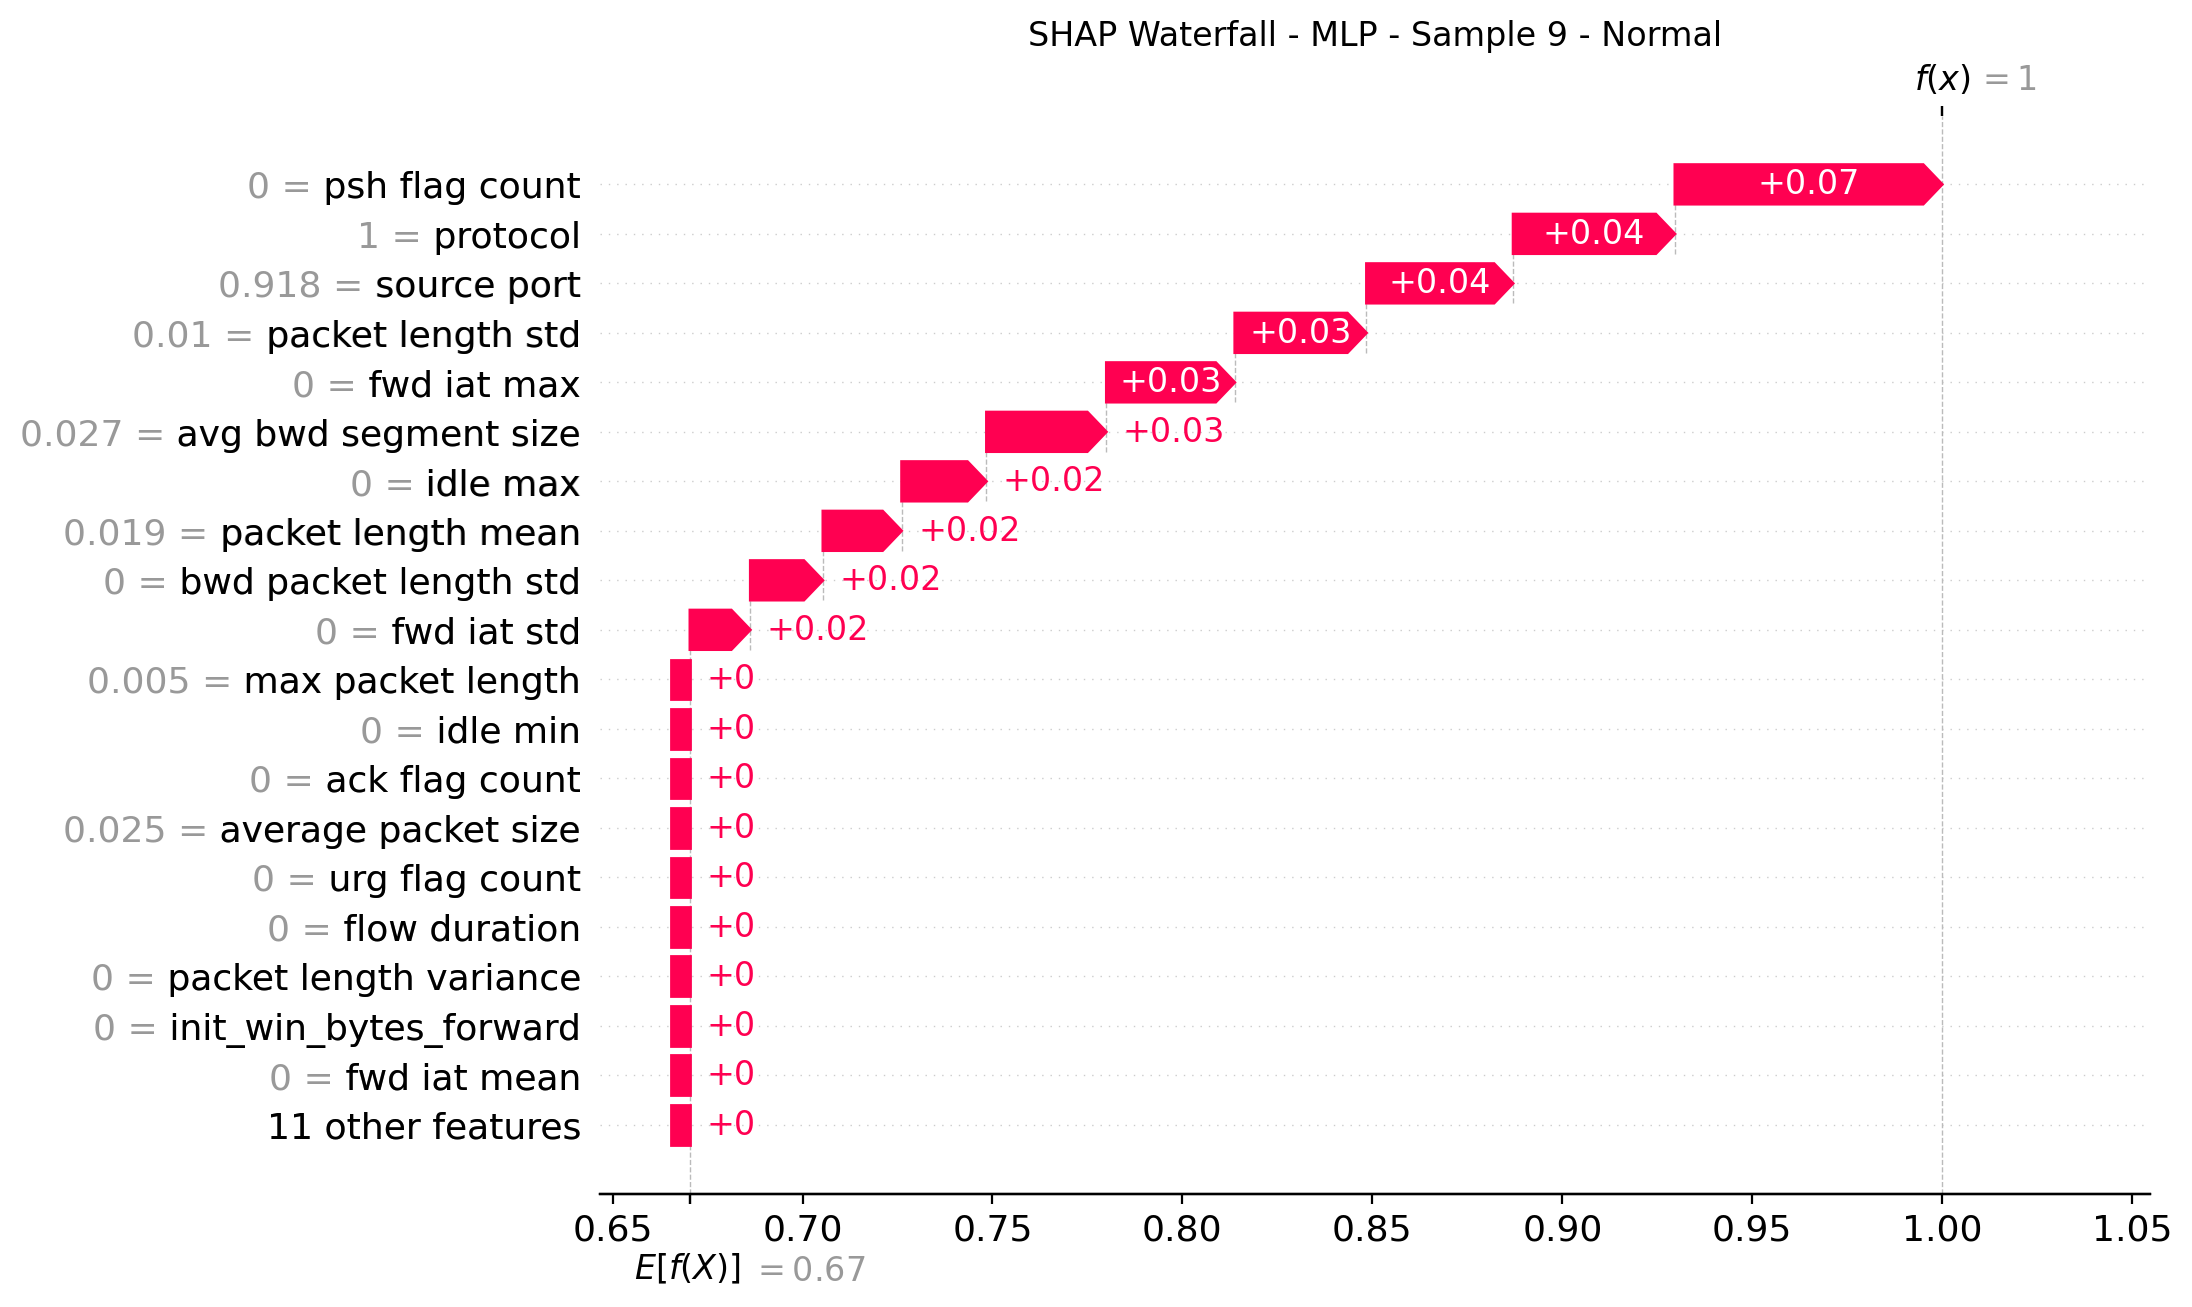 SHAP Waterfall - MLP - Sample 9 - Normal
f(x) = 1
0 = psh flag count +0.07
1 = protocol +0.04
0.918 = source port +0.04
0.01 = packet length std +0.03
0 = fwd iat max +0.03
0.027 = avg bwd segment size +0.03
0 = idle max +0.02
0.019 = packet length mean +0.02
0 = bwd packet length std +0.02
0 = fwd iat std +0.02
0.005 = max packet length +0
0 = idle min +0
0 = ack flag count +0
0.025 = average packet size +0
0 = urg flag count +0
0 = flow duration +0
0 = packet length variance +0
0 = init_win_bytes_forward +0
0 = fwd iat mean +0
11 other features +0
0.65 0.70 0.75 0.80 0.85 0.90 0.95 1.00 1.05
E[f(X)] = 0.67